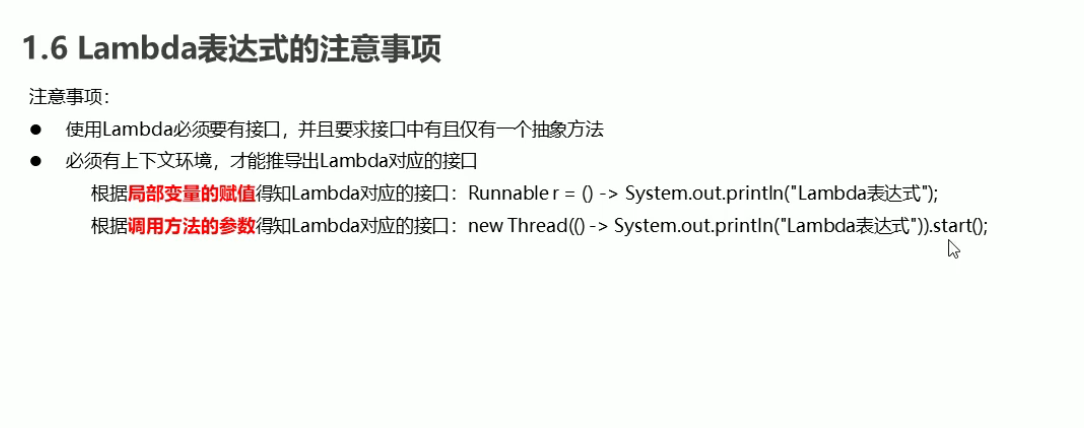 1.6 Lambda表达式的注意事项
注意事项：
● 使用Lambda必须要有接口，并且要求接口中有且仅有一个抽象方法
● 必须有上下文环境，才能推导出Lambda对应的接口
根据局部变量的赋值得知Lambda对应的接口：Runnable r = () -> System.out.println("Lambda表达式");
根据调用方法的参数得知Lambda对应的接口：new Thread(() -> System.out.println("Lambda表达式")).start();